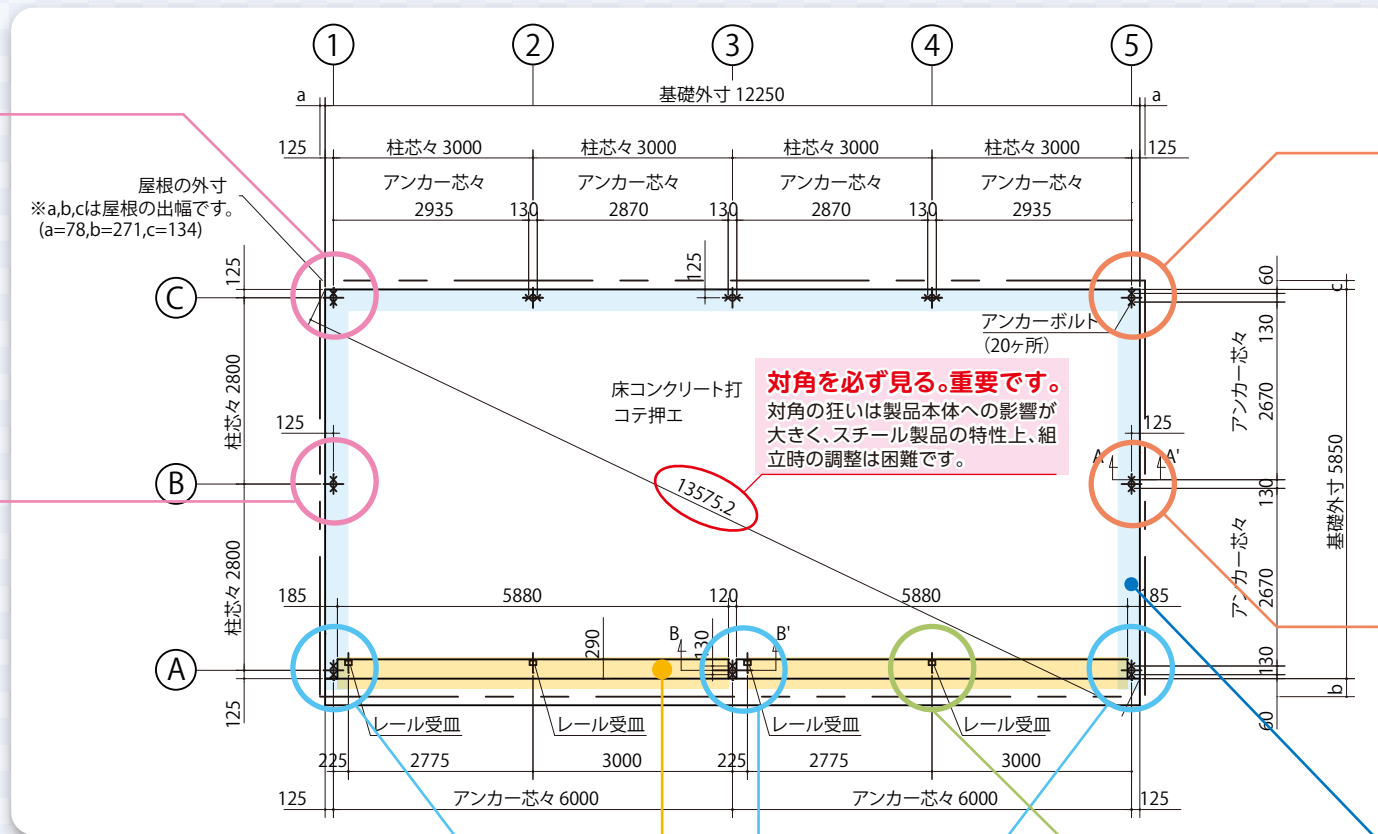 1 2 3 4 5
a 基礎外寸 12250 a
125 柱芯々 3000 柱芯々 3000 柱芯々 3000 柱芯々 3000 125
アンカー芯々 アンカー芯々 アンカー芯々 アンカー芯々
2935 130 2870 130 2870 130 2935
屋根の外寸
※a,b,cは屋根の出幅です。
(a=78,b=271,c=134)
125
125
60
c
C
アンカーボルト
(20ヶ所)
130
柱芯々 2800
アンカー芯々
2670
床コンクリート打
コテ押エ
対角を必ず見る。重要です。
対角の狂いは製品本体への影響が
大きく、スチール製品の特性上、組
立時の調整は困難です。
125
125
基礎外寸 5850
B
13575.2
A A'
130
柱芯々 2800
アンカー芯々
2670
185 5880 120 5880 185
290
B 130 B'
A
130
125
b
60
レール受皿 レール受皿 レール受皿 レール受皿
225 2775 3000 225 2775 3000
125 アンカー芯々 6000 アンカー芯々 6000 125